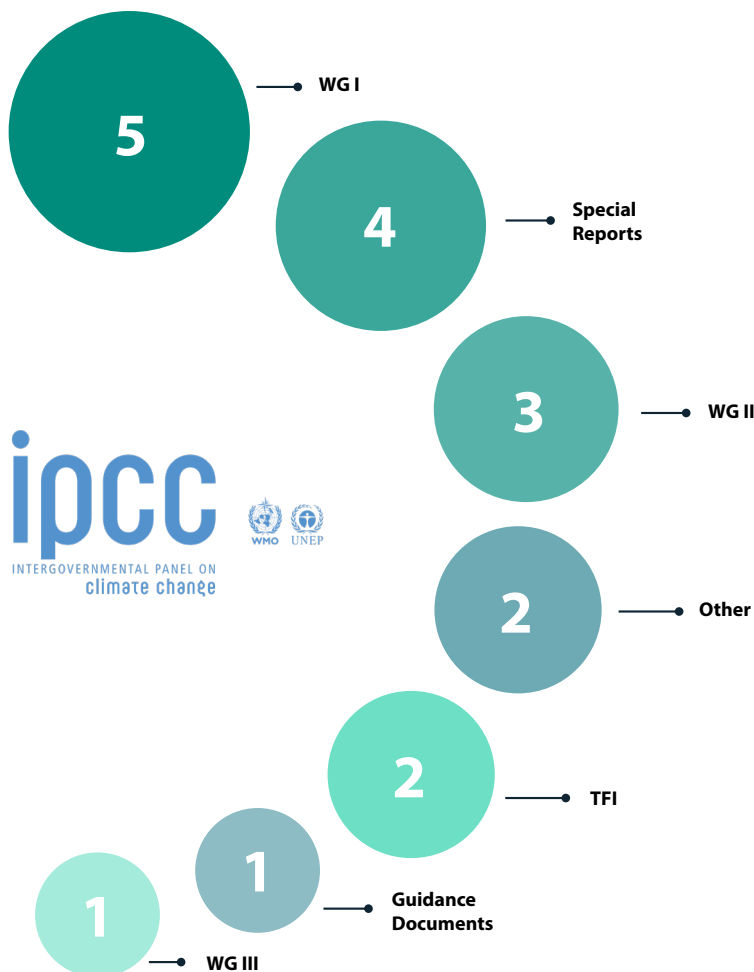 5
WG I
4
Special
Reports
3
WG II
ipcc
INTERGOVERNMENTAL PANEL ON
climate change
WMO
UNEP
2
Other
2
TFI
1
Guidance
Documents
1
WG III